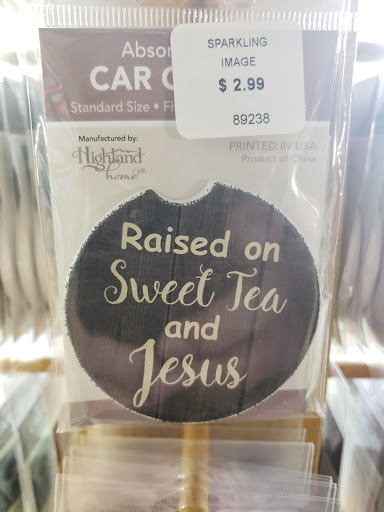 Absor
CAR C
Standard Size • Fi
SPARKLING
IMAGE
$ 2.99
89238
Manufactured by:
Highland
home®
PRINTED IN USA
Product of China
Raised on
Sweet Tea
and
Jesus